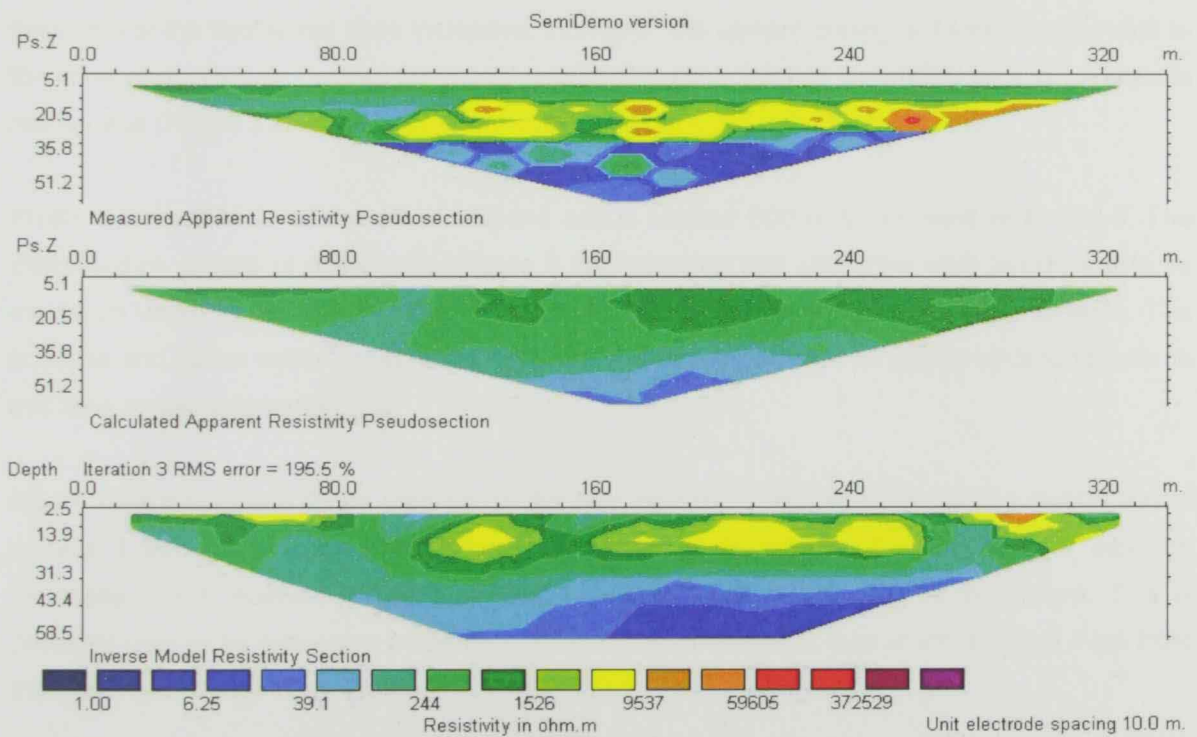 SemiDemo version
Ps.Z 0.0 80.0 160 240 320 m.
5.1
20.5
35.8
51.2
Measured Apparent Resistivity Pseudosection
Ps.Z 0.0 80.0 160 240 320 m.
5.1
20.5
35.8
51.2
Calculated Apparent Resistivity Pseudosection
Depth Iteration 3 RMS error = 195.5 %
0.0 80.0 160 240 320 m.
2.5
13.9
31.3
43.4
58.5
Inverse Model Resistivity Section
1.00 6.25 39.1 244 1526 9537 59605 372529
Resistivity in ohm.m Unit electrode spacing 10.0 m.